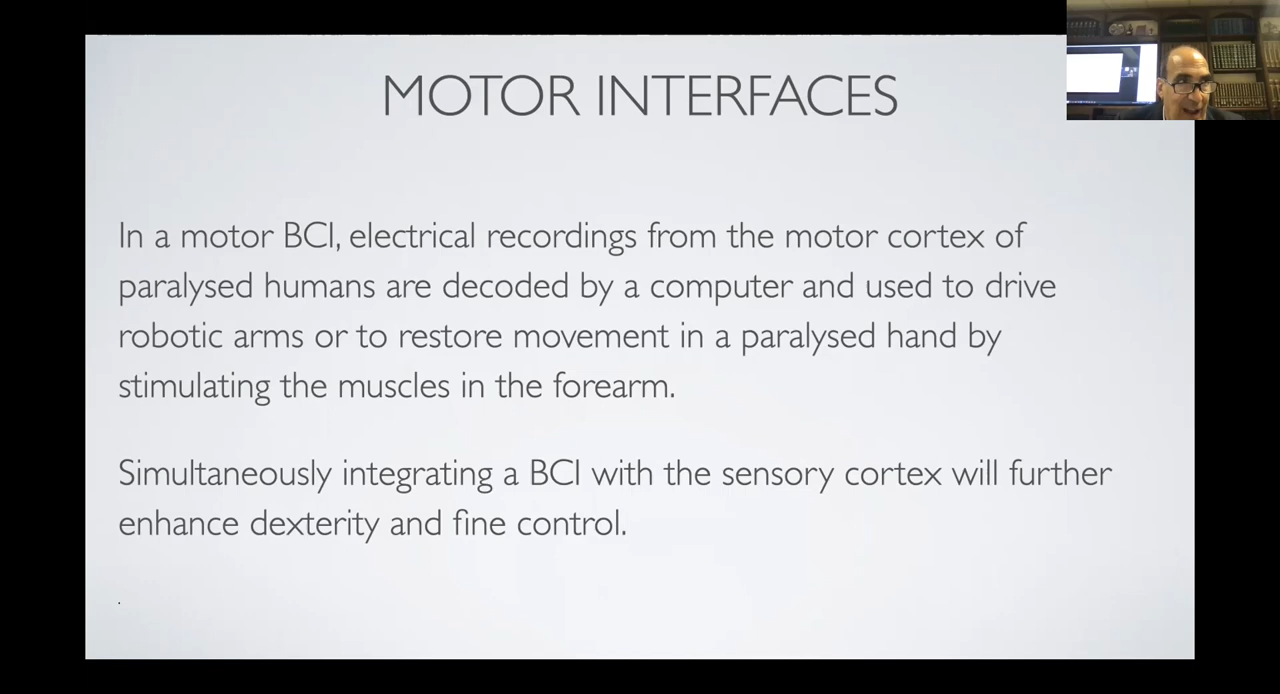 MOTOR INTERFACES
In a motor BCI, electrical recordings from the motor cortex of
paralysed humans are decoded by a computer and used to drive
robotic arms or to restore movement in a paralysed hand by
stimulating the muscles in the forearm.
Simultaneously integrating a BCI with the sensory cortex will further
enhance dexterity and fine control.
.